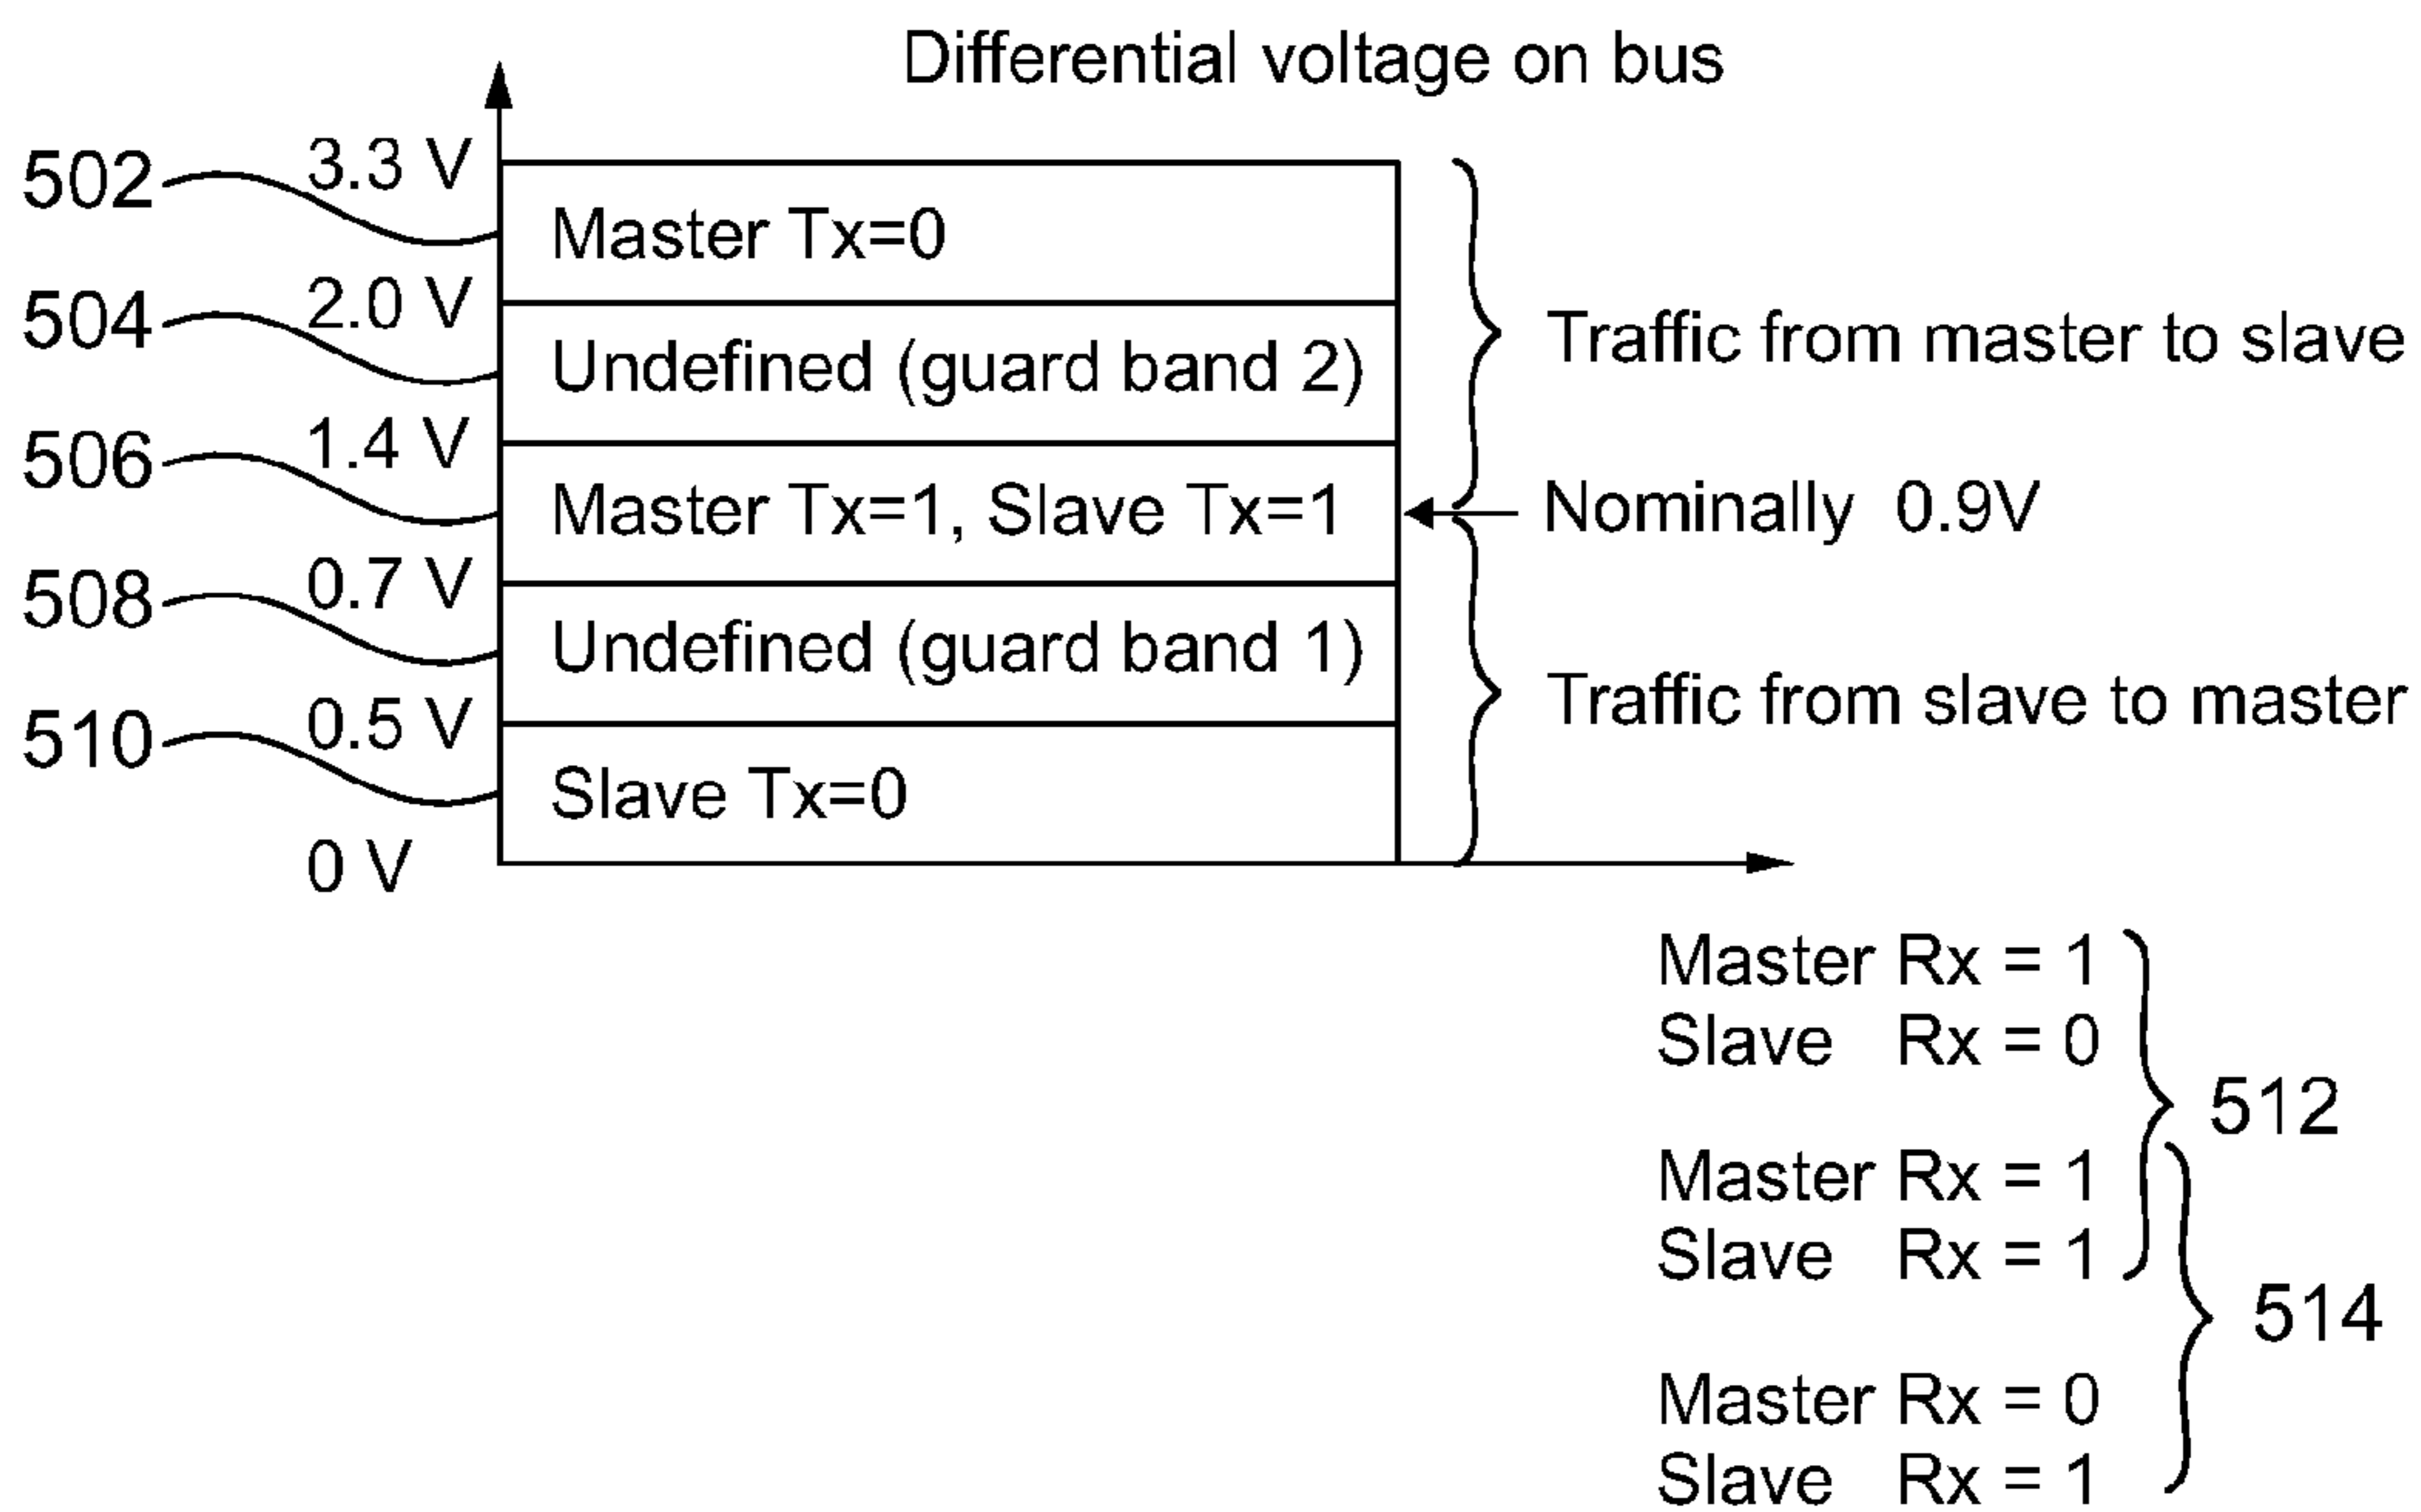 Differential voltage on bus
502 3.3 V
Master Tx=0
504 2.0 V
Undefined (guard band 2)
Traffic from master to slave
506 1.4 V
Master Tx=1, Slave Tx=1
Nominally 0.9V
508 0.7 V
Undefined (guard band 1)
Traffic from slave to master
510 0.5 V
Slave Tx=0
0 V
Master Rx = 1
Slave Rx = 0
512
Master Rx = 1
Slave Rx = 1
514
Master Rx = 0
Slave Rx = 1